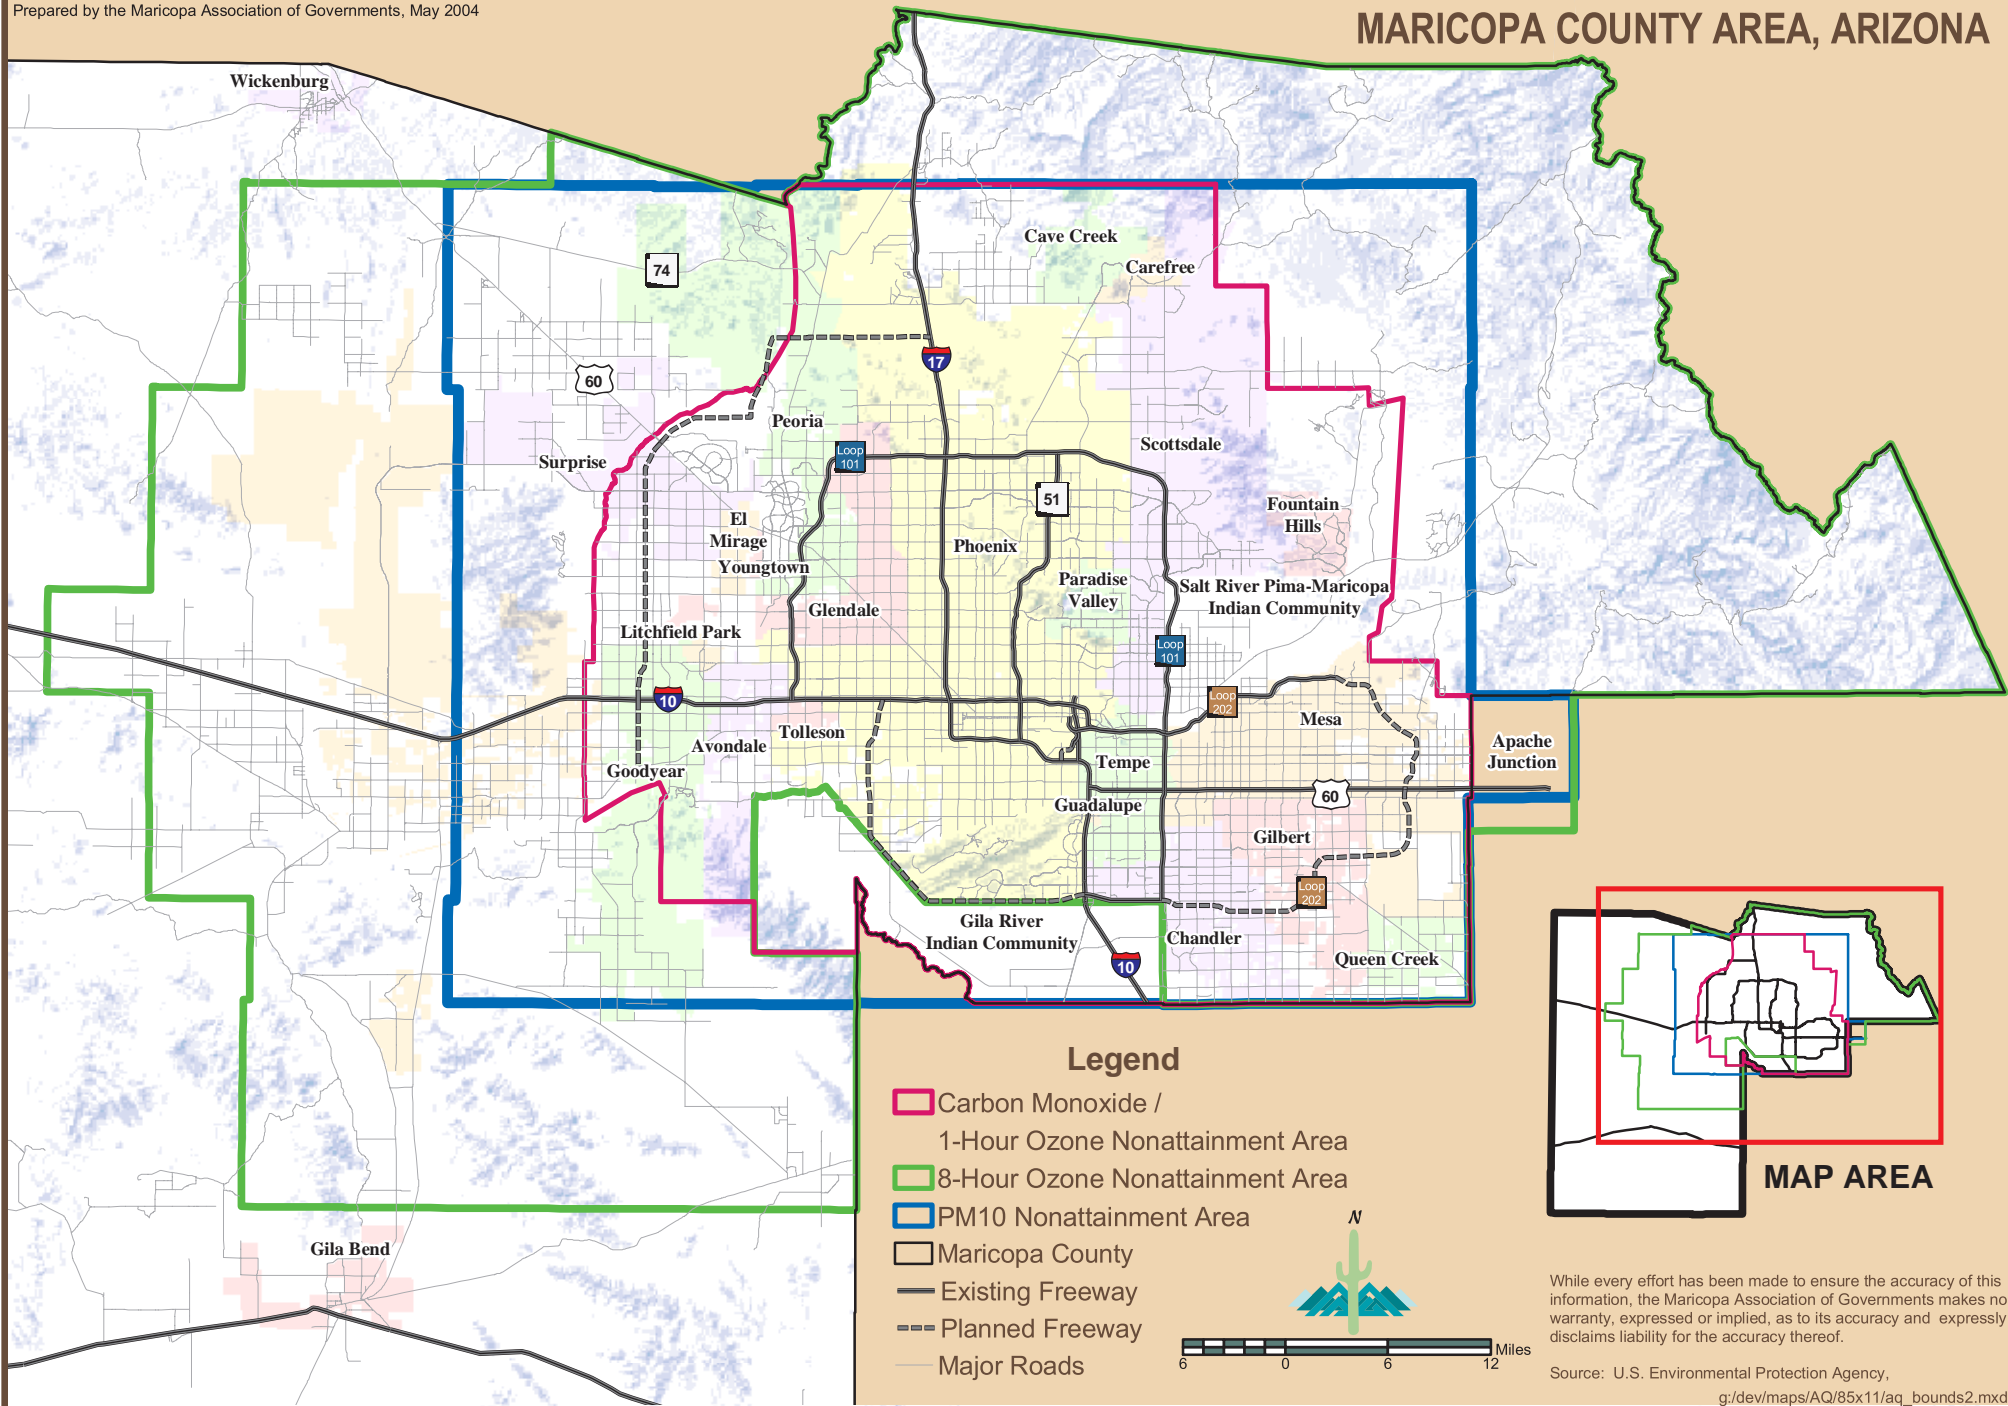 Prepared by the Maricopa Association of Governments, May 2004
MARICOPA COUNTY AREA, ARIZONA
Wickenburg
Cave Creek
Carefree
74
17
60
Peoria
Loop
101
Scottsdale
Surprise
51
Fountain
Hills
El
Mirage
Phoenix
Youngtown
Paradise
Valley
Salt River Pima-Maricopa
Indian Community
Glendale
Litchfield Park
Loop
101
10
Loop
202
Mesa
Tolleson
Avondale
Apache
Junction
Goodyear
Tempe
Guadalupe
60
Gilbert
Loop
202
Gila River
Indian Community
Chandler
Queen Creek
10
Gila Bend
Legend
Carbon Monoxide /
1-Hour Ozone Nonattainment Area
8-Hour Ozone Nonattainment Area
PM10 Nonattainment Area
Maricopa County
Existing Freeway
Planned Freeway
Major Roads
N
Miles
6 0 6 12
MAP AREA
While every effort has been made to ensure the accuracy of this
information, the Maricopa Association of Governments makes no
warranty, expressed or implied, as to its accuracy and expressly
disclaims liability for the accuracy thereof.
Source: U.S. Environmental Protection Agency,
g:/dev/maps/AQ/85x11/aq_bounds2.mxd